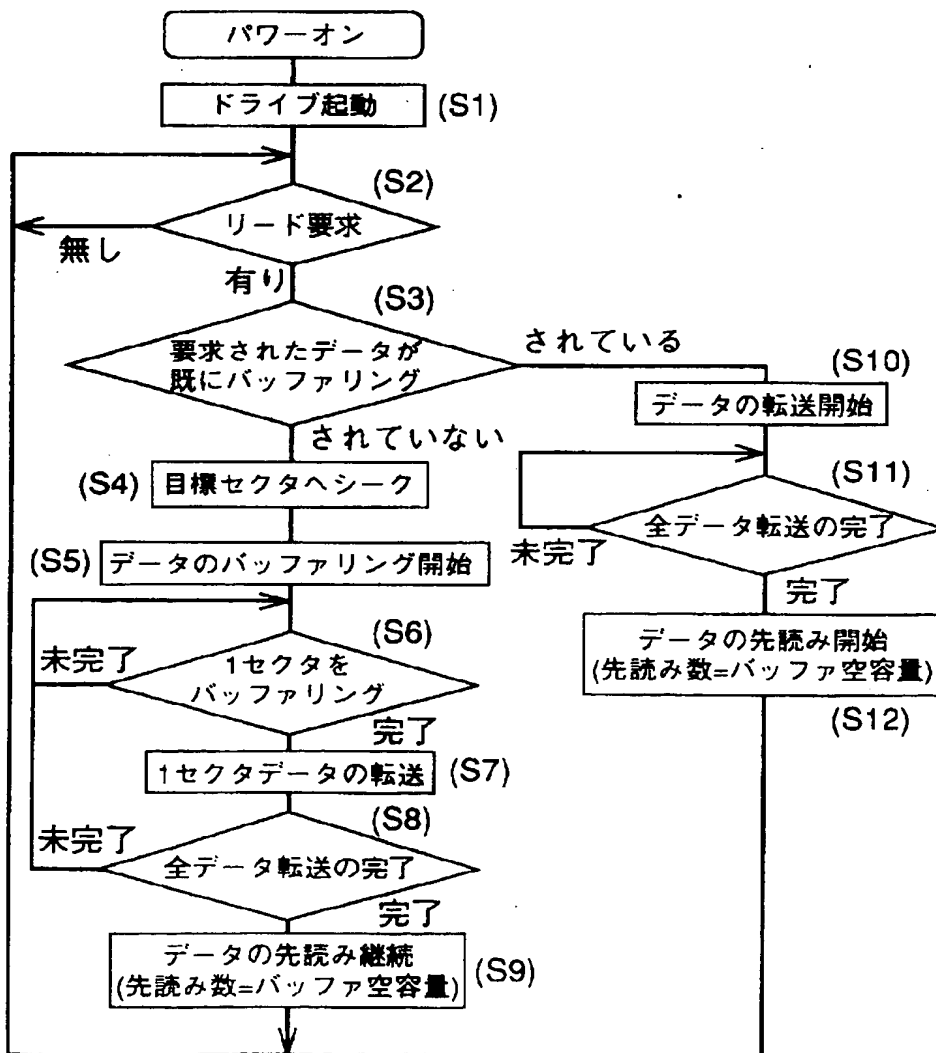 パワーオン
ドライブ起動 (S1)
(S2)
リード要求
無し
有り
(S3)
要求されたデータが
既にバッファリング
されている
されていない
(S10)
データの転送開始
(S4) 目標セクタへシーク
(S11)
全データ転送の完了
未完了
完了
(S5) データのバッファリング開始
データの先読み開始
(先読み数=バッファ空容量)
(S12)
(S6)
未完了
1セクタを
バッファリング
完了
1セクタデータの転送 (S7)
(S8)
未完了
全データ転送の完了
完了
データの先読み継続
(先読み数=バッファ空容量)
(S9)